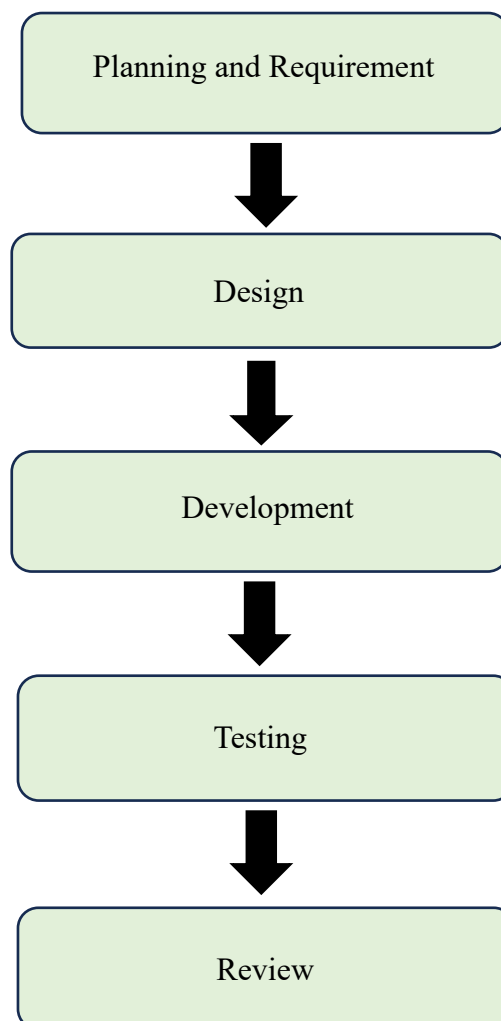 Planning and Requirement
Design
Development
Testing
Review